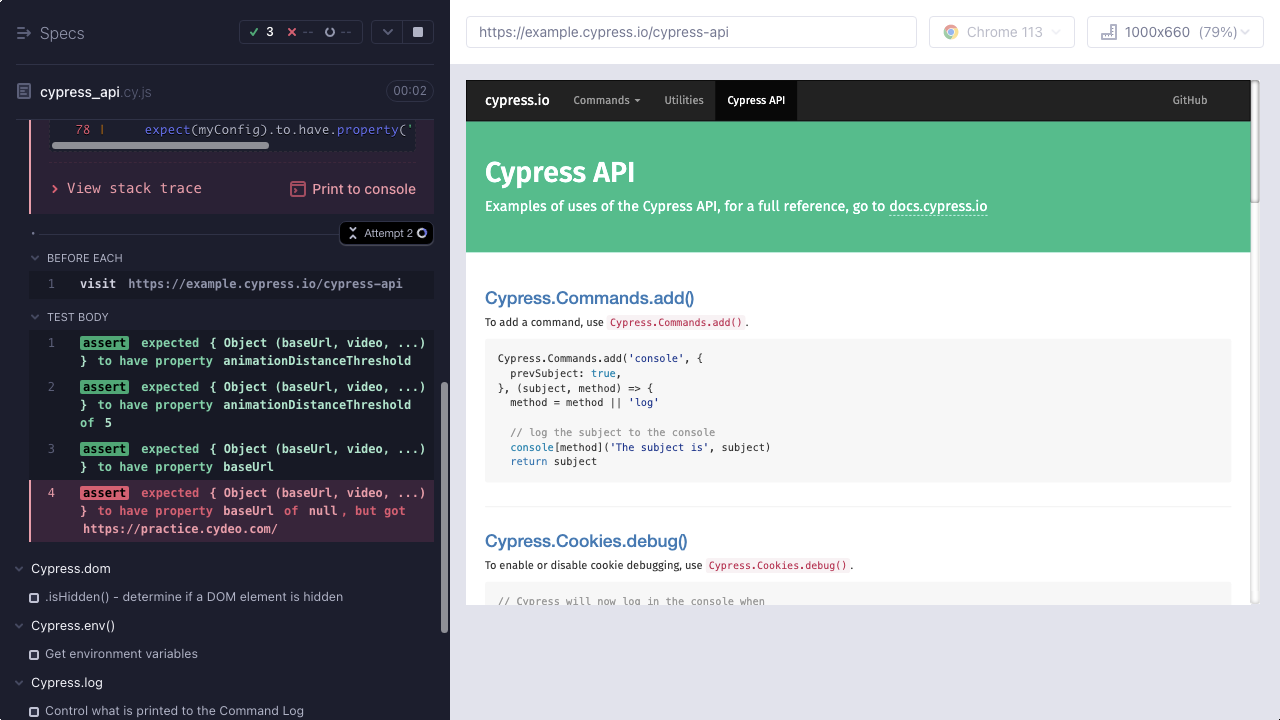 Specs
3
--
--
cypress_api.cy.js
00:02
78 | expect(myConfig).to.have.property('
View stack trace
Print to console
Attempt 2
BEFORE EACH
1 visit https://example.cypress.io/cypress-api
TEST BODY
1 assert expected { Object (baseUrl, video, ...)
} to have property animationDistanceThreshold
2 assert expected { Object (baseUrl, video, ...)
} to have property animationDistanceThreshold
of 5
3 assert expected { Object (baseUrl, video, ...)
} to have property baseUrl
4 assert expected { Object (baseUrl, video, ...)
} to have property baseUrl of null, but got
https://practice.cydeo.com/
Cypress.dom
.isHidden() - determine if a DOM element is hidden
Cypress.env()
Get environment variables
Cypress.log
Control what is printed to the Command Log
https://example.cypress.io/cypress-api
Chrome 113
1000x660 (79%)
cypress.io
Commands
Utilities
Cypress API
GitHub
Cypress API
Examples of uses of the Cypress API, for a full reference, go to docs.cypress.io
Cypress.Commands.add()
To add a command, use Cypress.Commands.add().
Cypress.Commands.add('console', {
prevSubject: true,
}, (subject, method) => {
method = method || 'log'
// log the subject to the console
console[method]('The subject is', subject)
return subject
Cypress.Cookies.debug()
To enable or disable cookie debugging, use Cypress.Cookies.debug().
// Cypress will now log in the console when